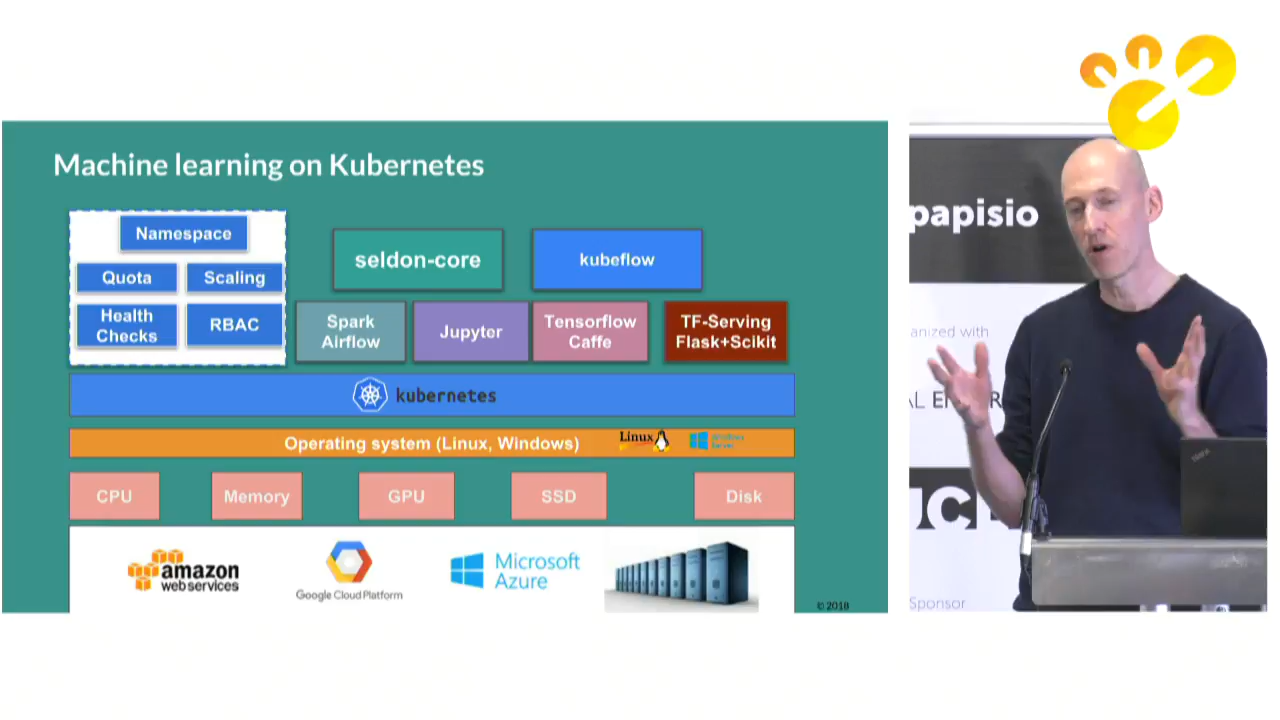 Machine learning on Kubernetes
Namespace
Quota
Scaling
Health
Checks
RBAC
seldon-core
kubeflow
Spark
Airflow
Jupyter
Tensorflow
Caffe
TF-Serving
Flask+Scikit
kubernetes
Operating system (Linux, Windows)
Linux
Windows
Server
CPU
Memory
GPU
SSD
Disk
amazon
web services
Google Cloud Platform
Microsoft
Azure
© 2018
papisio
anized with
AL
Sponsor